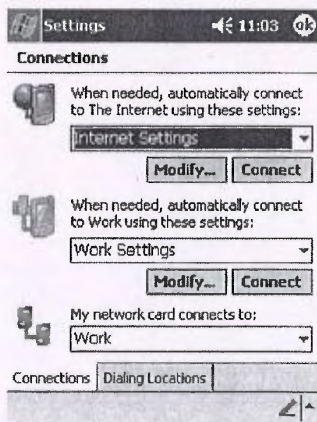 Settings 11:03 ok
Connections
When needed, automatically connect
to The Internet using these settings:
Internet Settings
Modify... Connect
When needed, automatically connect
to Work using these settings:
Work Settings
Modify... Connect
My network card connects to:
Work
Connections Dialing Locations